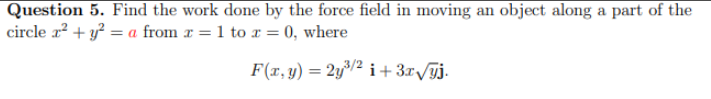 Question 5. Find the work done by the force field in moving an object along a part of the
circle x² + y² = a from x = 1 to x = 0, where
F(x, y) = 2y^{3/2} i + 3x√y j.